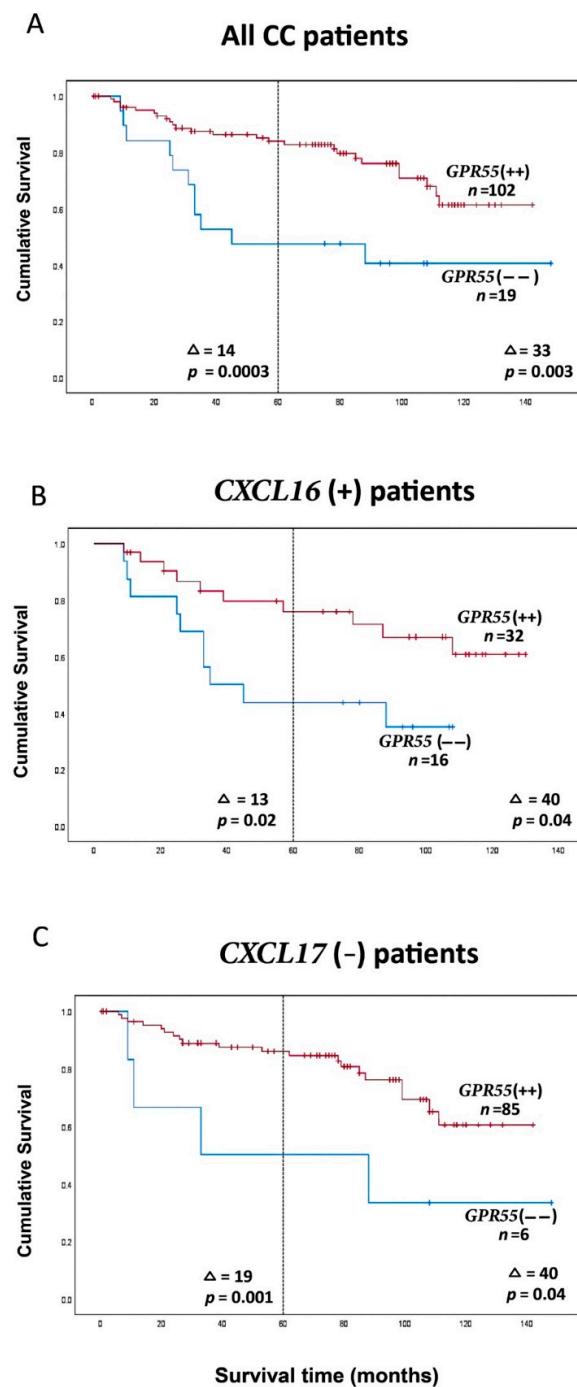 A
All CC patients
Cumulative Survival
1.0
0.8
0.6
0.4
0.2
0.0
GPR55(++)
n=102
GPR55(−−)
n=19
△ = 14
p = 0.0003
△ = 33
p = 0.003
0 20 40 60 80 100 120 140
B
CXCL16 (+) patients
Cumulative Survival
1.0
0.8
0.6
0.4
0.2
0.0
GPR55(++)
n=32
GPR55 (−−)
n=16
△ = 13
p = 0.02
△ = 40
p = 0.04
0 20 40 60 80 100 120
C
CXCL17 (−) patients
Cumulative Survival
1.0
0.8
0.6
0.4
0.2
0.0
GPR55(++)
n=85
GPR55(−−)
n=6
△ = 19
p = 0.001
△ = 40
p = 0.04
0 20 40 60 80 100 120 140
Survival time (months)